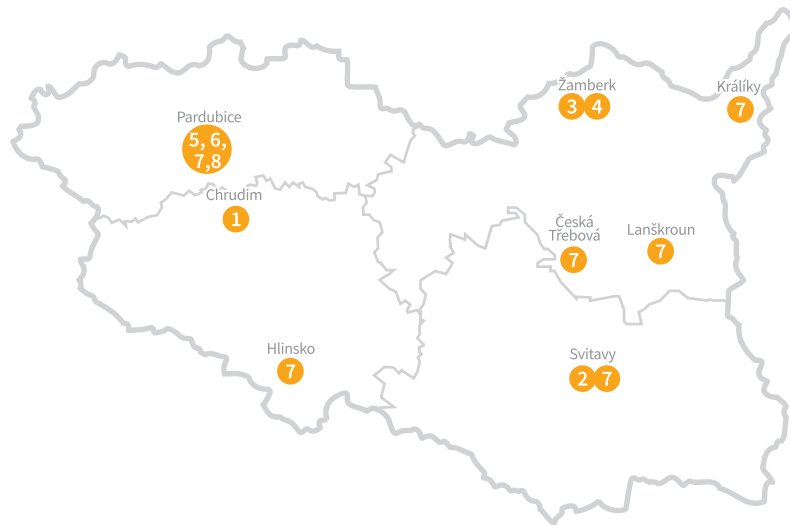 Žamberk
3 4
Králíky
7
Pardubice
5, 6,
7,8
Chrudim
1
Česká
Třebová
7
Lanškroun
7
Hlinsko
7
Svitavy
2 7